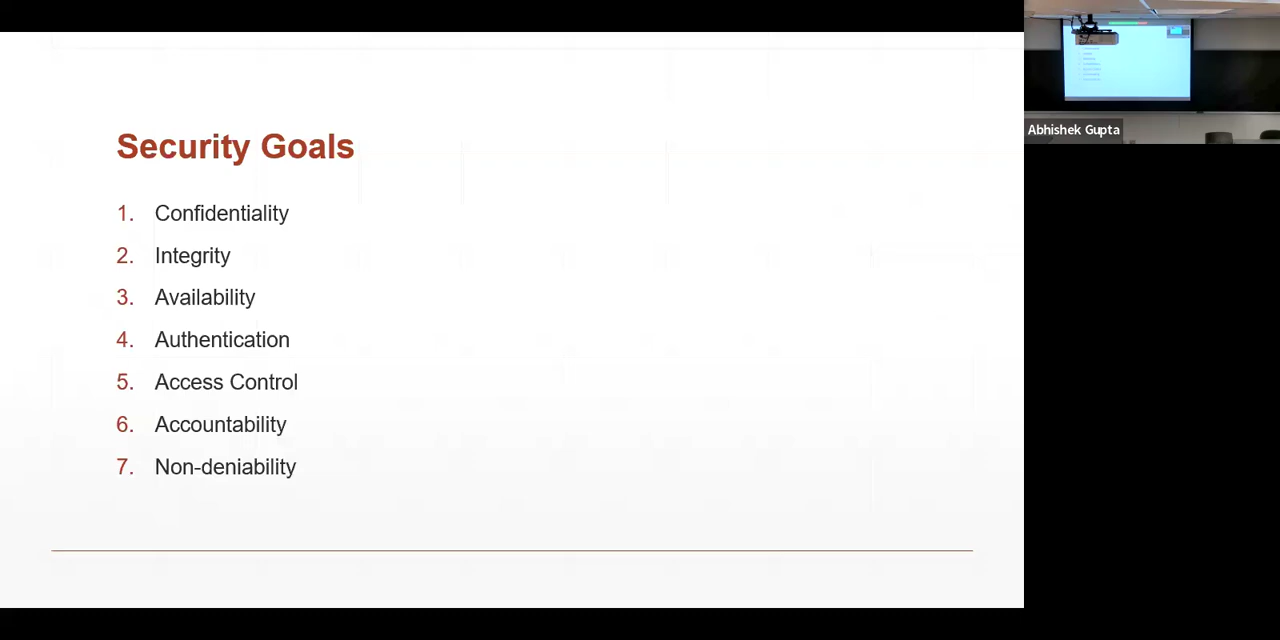 Security Goals
1. Confidentiality
2. Integrity
3. Availability
4. Authentication
5. Access Control
6. Accountability
7. Non-deniability
Abhishek Gupta